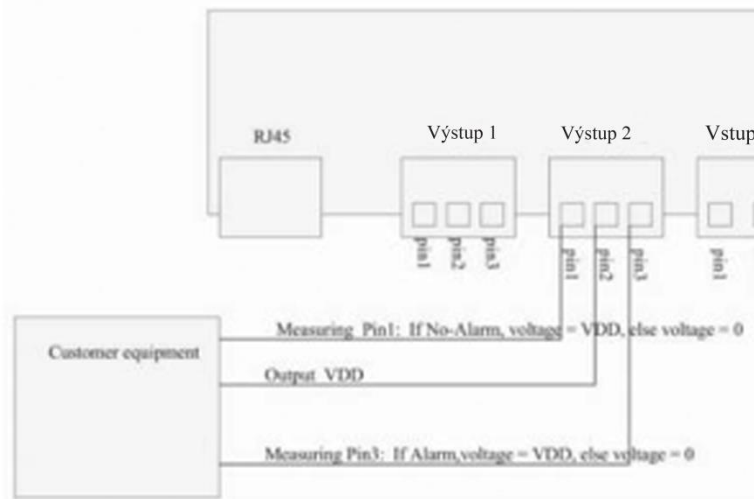 RJ45
Výstup 1
Výstup 2
Vstup
pin1
pin2
pin3
pin1
pin2
pin3
pin1
Measuring Pin1: If No-Alarm, voltage = VDD, else voltage = 0
Customer equipment
Output VDD
Measuring Pin3: If Alarm,voltage = VDD, else voltage = 0